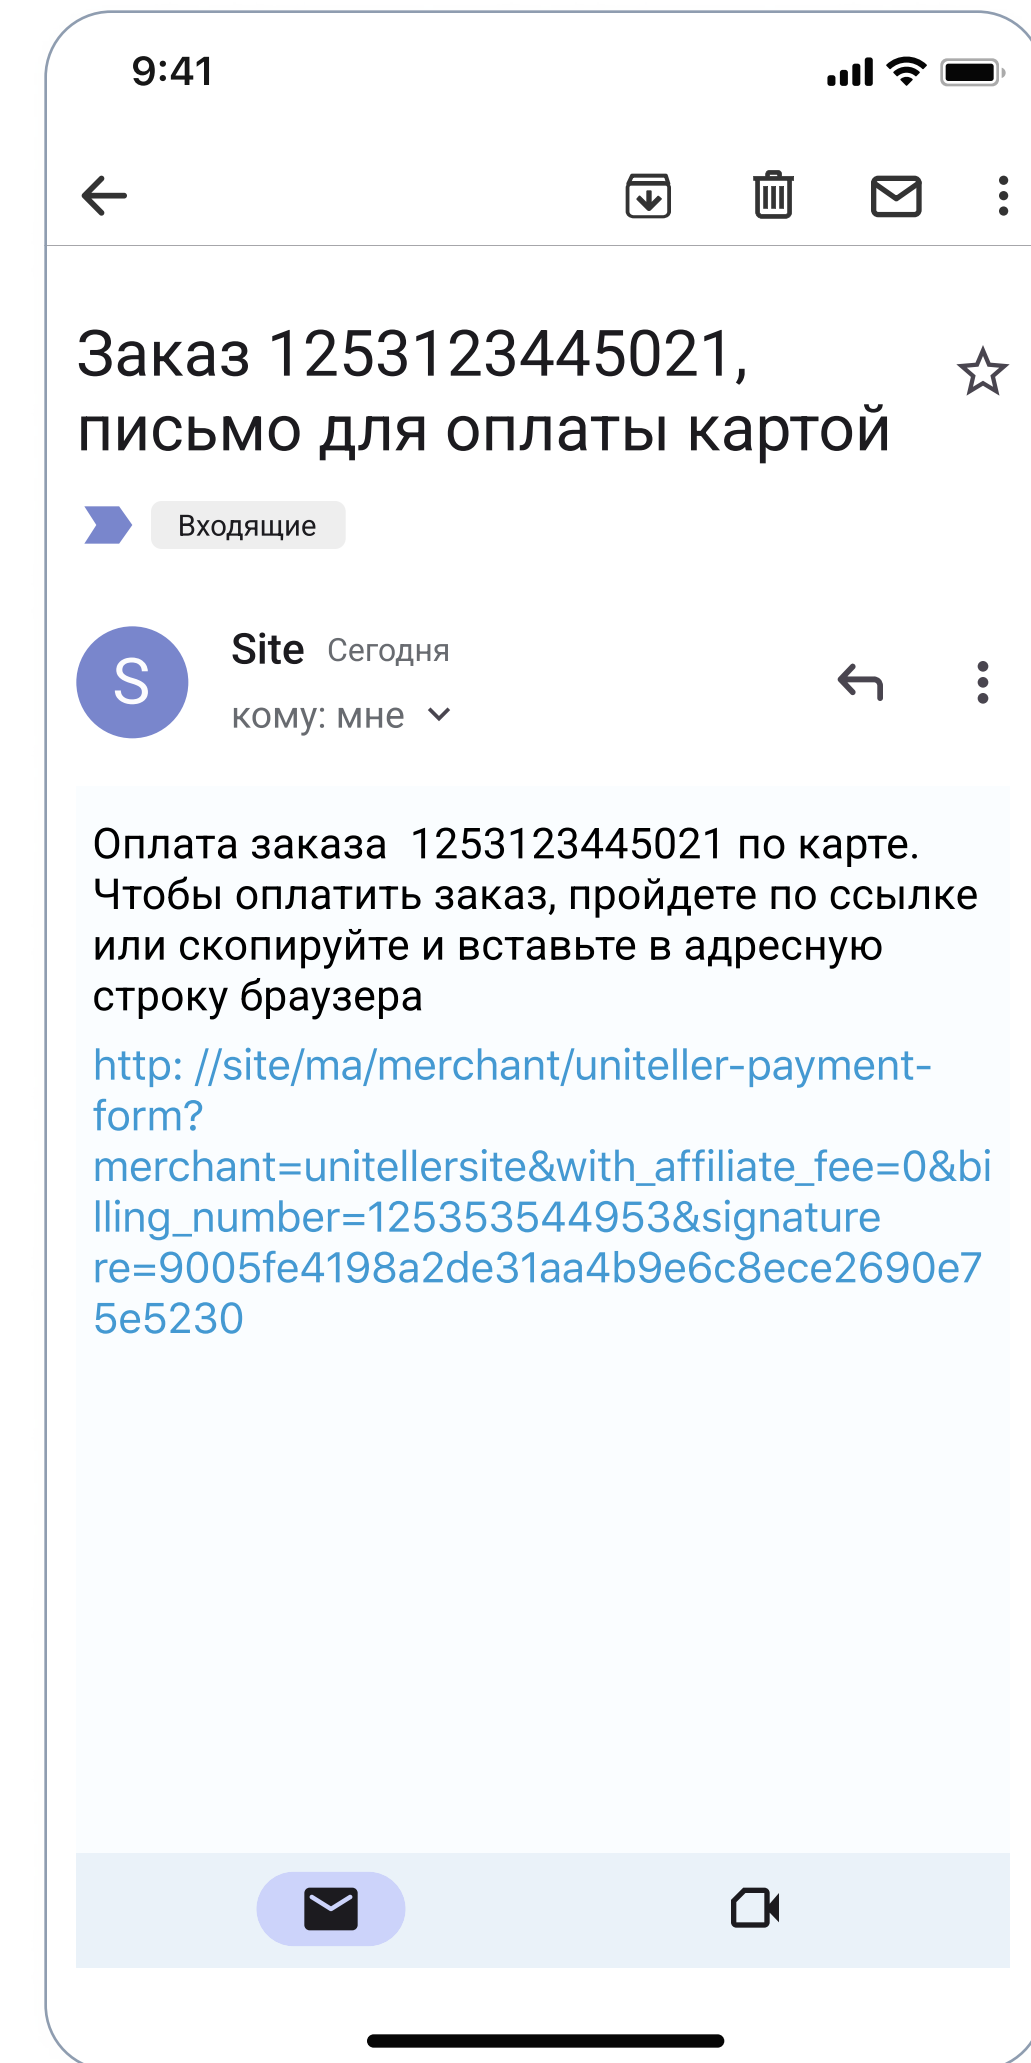 9:41
Заказ 1253123445021,
письмо для оплаты картой
Входящие
S
Site Сегодня
кому: мне
Оплата заказа 1253123445021 по карте.
Чтобы оплатить заказ, пройдете по ссылке
или скопируйте и вставьте в адресную
строку браузера
http: //site/ma/merchant/uniteller-payment-
form?
merchant=unitellersite&with_affiliate_fee=0&bi
lling_number=125353544953&signature
re=9005fe4198a2de31aa4b9e6c8ece2690e7
5e5230